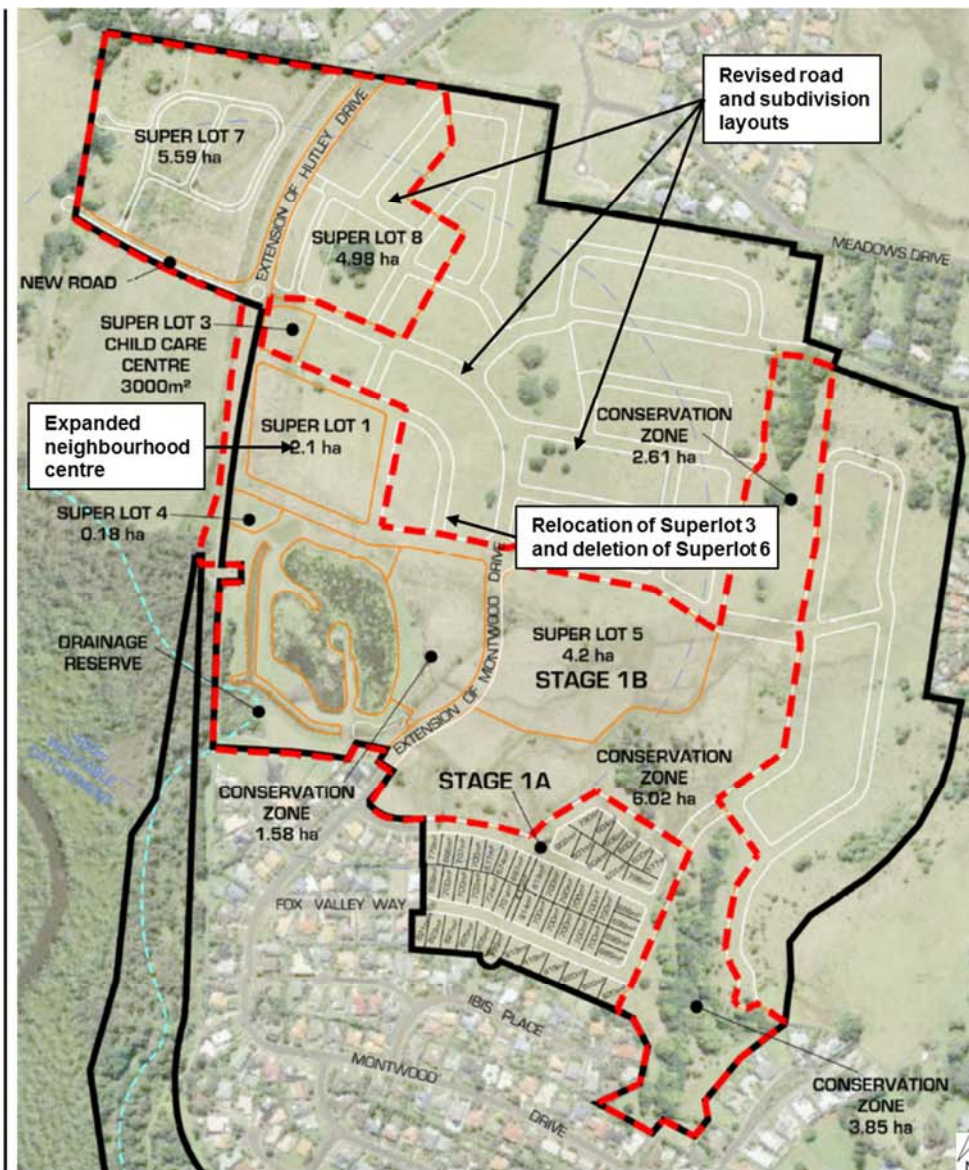 Revised road
and subdivision
layouts
SUPER LOT 7
5.59 ha
EXTENSION OF HUTLEY DRIVE
SUPER LOT 8
4.98 ha
MEADOWS DRIVE
NEW ROAD
SUPER LOT 3
CHILD CARE
CENTRE
3000m²
Expanded
neighbourhood
centre
SUPER LOT 1
2.1 ha
CONSERVATION
ZONE
2.61 ha
SUPER LOT 4
0.18 ha
Relocation of Superlot 3
and deletion of Superlot 6
EXTENSION OF MONTWOOD DRIVE
DRAINAGE
RESERVE
SUPER LOT 5
4.2 ha
STAGE 1B
CONSERVATION
ZONE
6.02 ha
STAGE 1A
CONSERVATION
ZONE
1.58 ha
FOX VALLEY WAY
IBIS PLACE
MONTWOOD
DRIVE
CONSERVATION
ZONE
3.85 ha